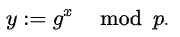 y := g^x mod p.